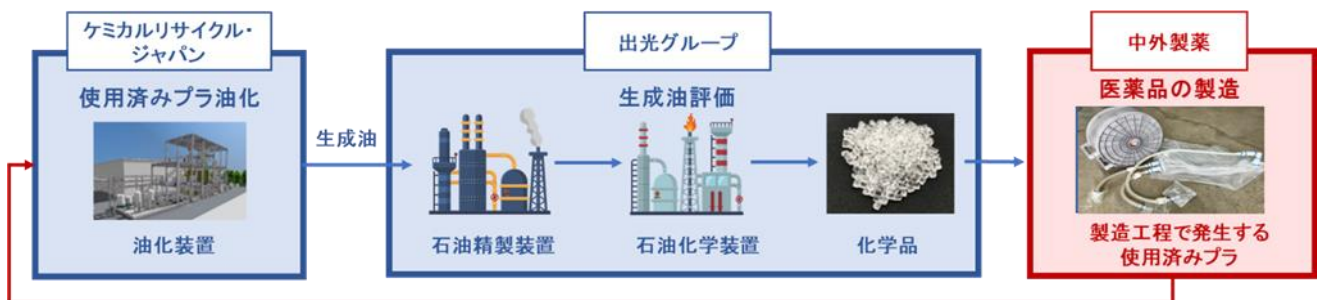 ケミカルリサイクル・
ジャパン
使用済みプラ油化
油化装置
生成油
出光グループ
生成油評価
石油精製装置
石油化学装置
化学品
中外製薬
医薬品の製造
製造工程で発生する
使用済みプラ